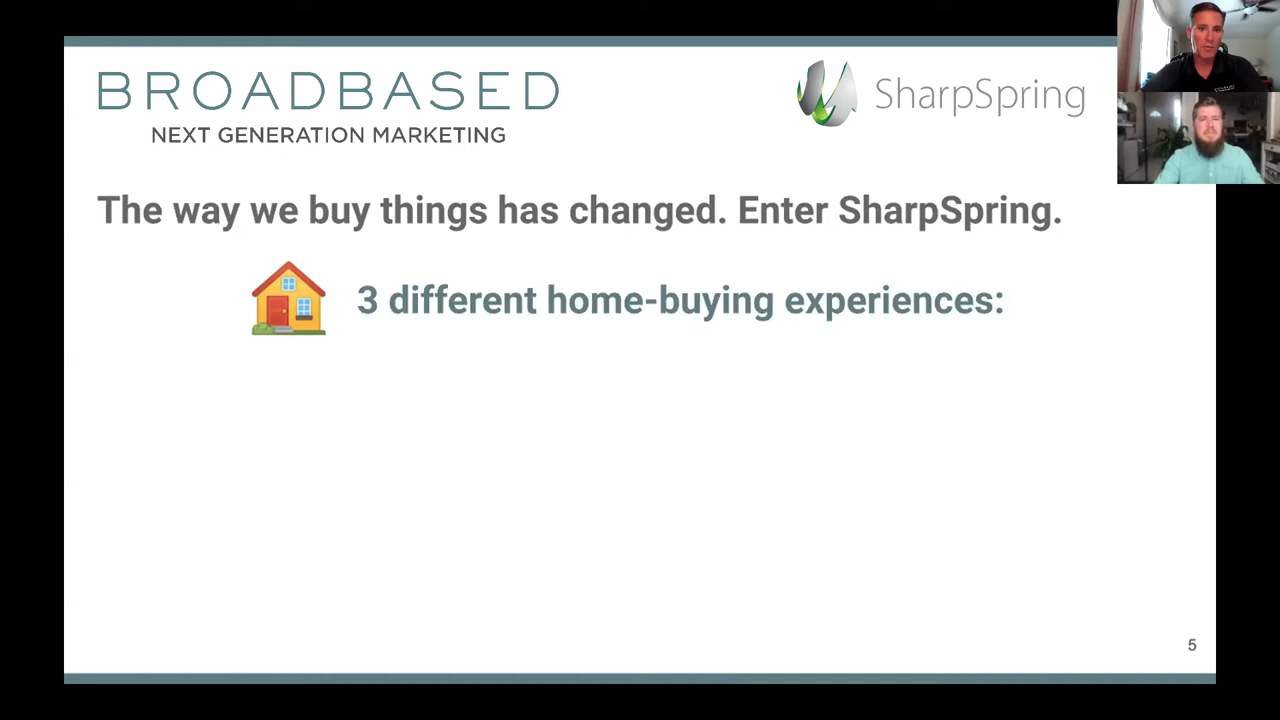 BROADBASED
NEXT GENERATION MARKETING
SharpSpring
The way we buy things has changed. Enter SharpSpring.
3 different home-buying experiences:
5